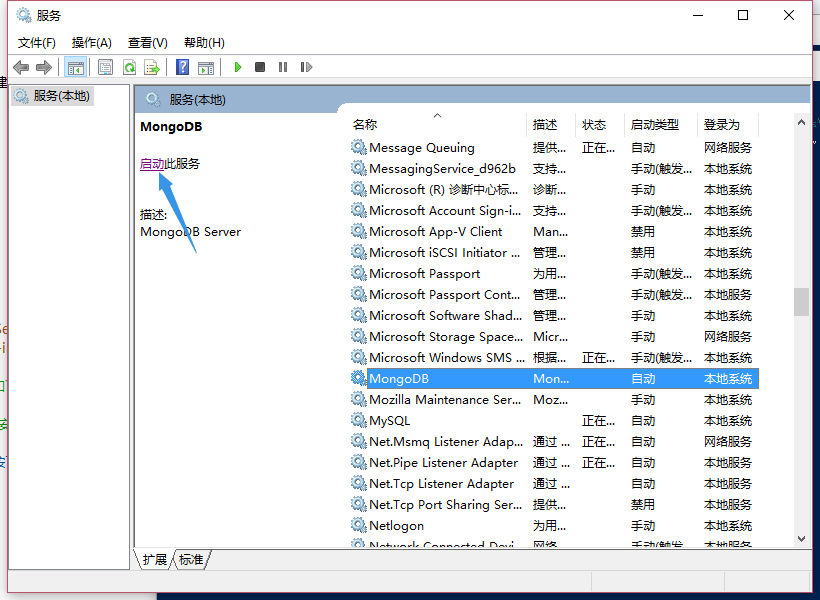 服务
文件(F) 操作(A) 查看(V) 帮助(H)
服务(本地)
服务(本地)
MongoDB
启动此服务
描述:
MongoDB Server
名称 描述 状态 启动类型 登录为
Message Queuing 提供... 正在... 自动 网络服务
MessagingService_d962b 支持... 手动(触发... 本地系统
Microsoft (R) 诊断中心标... 诊断... 手动 本地系统
Microsoft Account Sign-i... 支持... 手动(触发... 本地系统
Microsoft App-V Client Man... 禁用 本地系统
Microsoft iSCSI Initiator ... 管理... 禁用 本地系统
Microsoft Passport 为用... 手动(触发... 本地系统
Microsoft Passport Cont... 管理... 手动(触发... 本地服务
Microsoft Software Shad... 管理... 手动 本地系统
Microsoft Storage Space... Micr... 手动 网络服务
Microsoft Windows SMS ... 根据... 正在... 手动(触发... 本地系统
MongoDB Mon... 自动 本地系统
Mozilla Maintenance Ser... Moz... 手动 本地系统
MySQL 正在... 自动 本地系统
Net.Msmq Listener Adap... 通过 ... 正在... 自动 网络服务
Net.Pipe Listener Adapter 通过 ... 正在... 自动 本地服务
Net.Tcp Listener Adapter 通过 ... 自动 本地服务
Net.Tcp Port Sharing Ser... 提供... 禁用 本地服务
Netlogon 为用... 手动 本地系统
Network Connected Devi... 网络... 手动(触发... 本地服务
扩展 标准